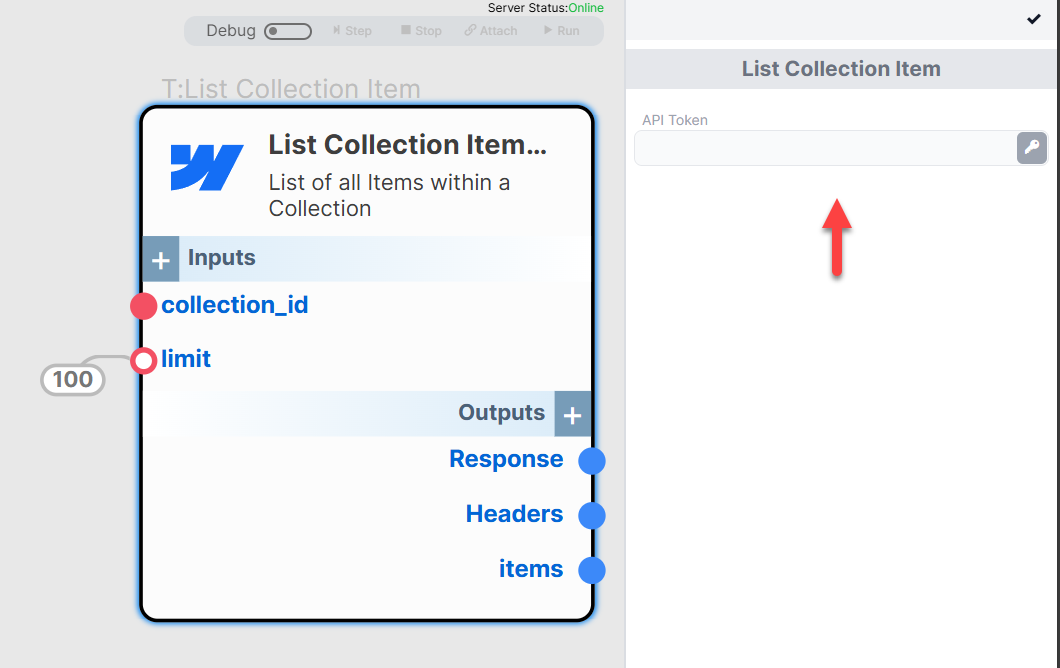 Server Status:Online
Debug
Step
Stop
Attach
Run
T:List Collection Item
List Collection Item...
List of all Items within a
Collection
+ Inputs
collection_id
limit
100
Outputs +
Response
Headers
items
List Collection Item
API Token